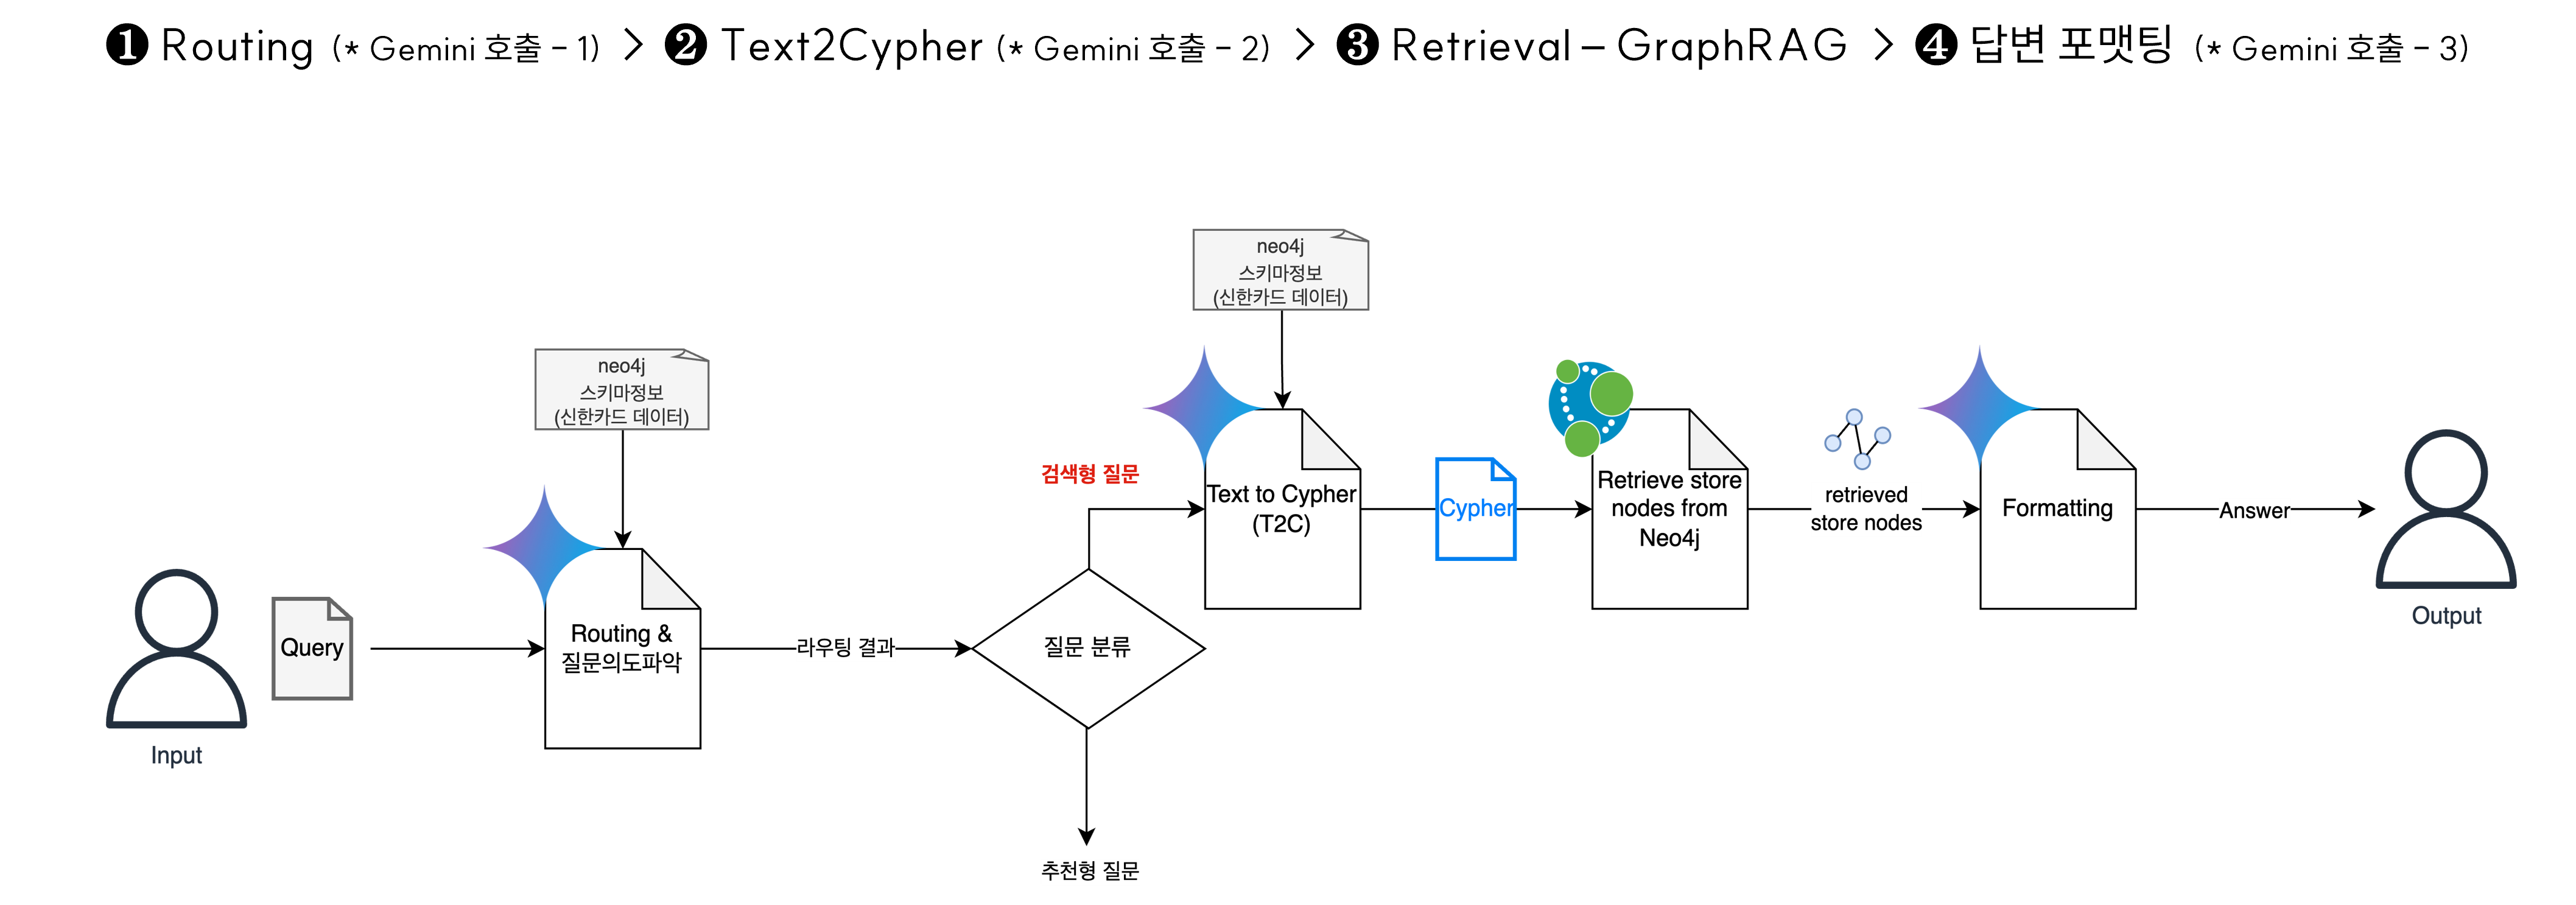 ❶ Routing (* Gemini 호출 - 1) > ❷ Text2Cypher (* Gemini 호출 - 2) > ❸ Retrieval – GraphRAG > ❹ 답변 포맷팅 (* Gemini 호출 - 3)
Input
Query
neo4j
스키마정보
(신한카드 데이터)
Routing &
질문의도파악
라우팅 결과
질문 분류
검색형 질문
추천형 질문
neo4j
스키마정보
(신한카드 데이터)
Text to Cypher
(T2C)
Cypher
Retrieve store
nodes from
Neo4j
retrieved
store nodes
Formatting
Answer
Output